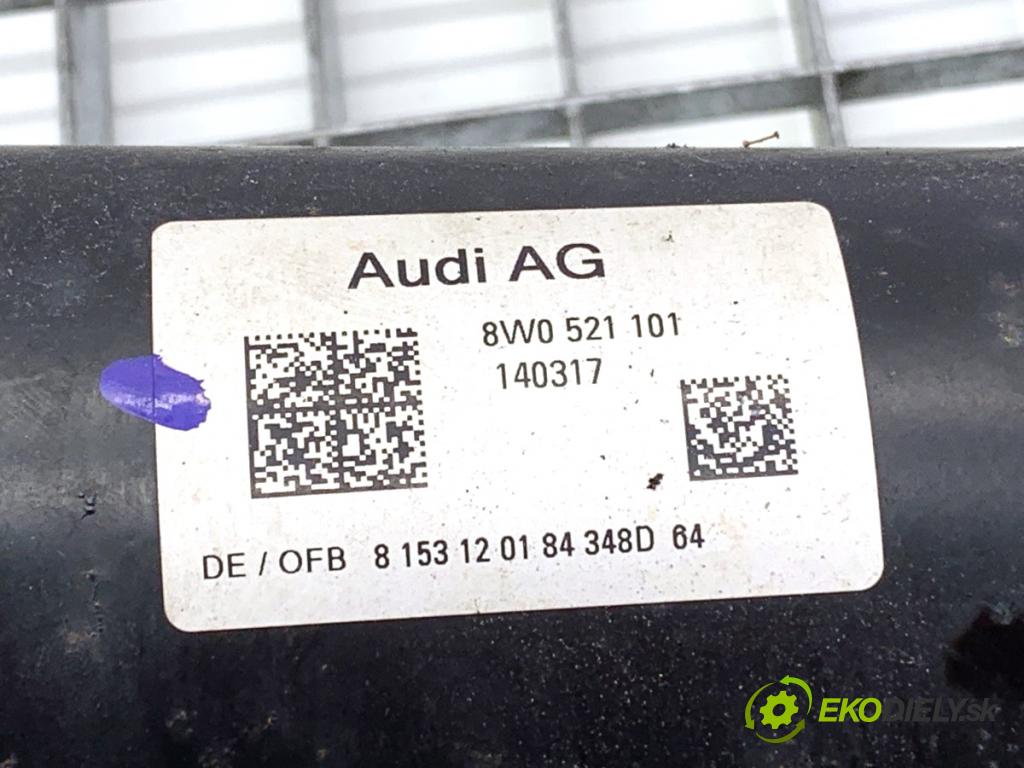 Audi AG
8W0 521 101
140317
DE / OFB 8 153 12 01 84 348D 64
EKODIELY.sk